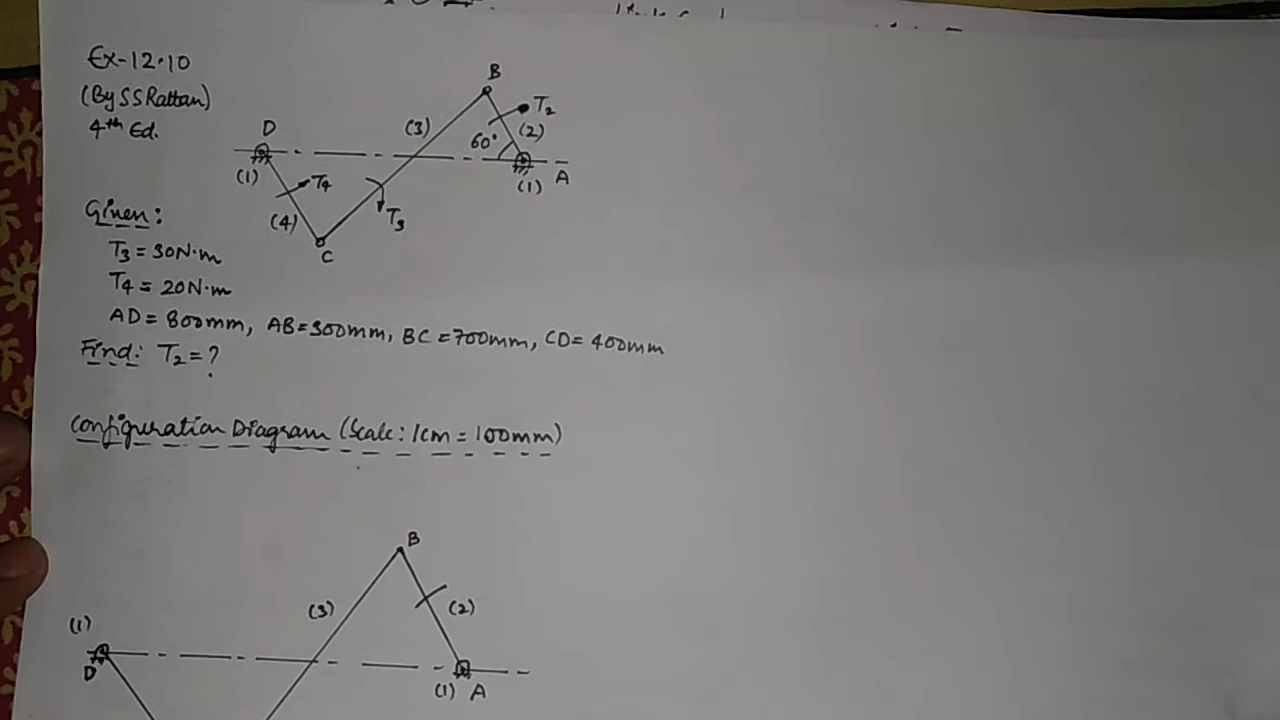 Ex-12.10
(By SS Rattan)
4th Ed.
B
T2
(3)
60°
(2)
D
(1)
T4
(1)
A
T3
(4)
C
Given:
T3 = 30N.m
T4 = 20N.m
AD = 800mm, AB = 300mm, BC = 700mm, CD = 400mm
Find: T2 = ?
Configuration Diagram (Scale: 1cm = 100mm)
B
(3)
(2)
(1)
D
(1) A